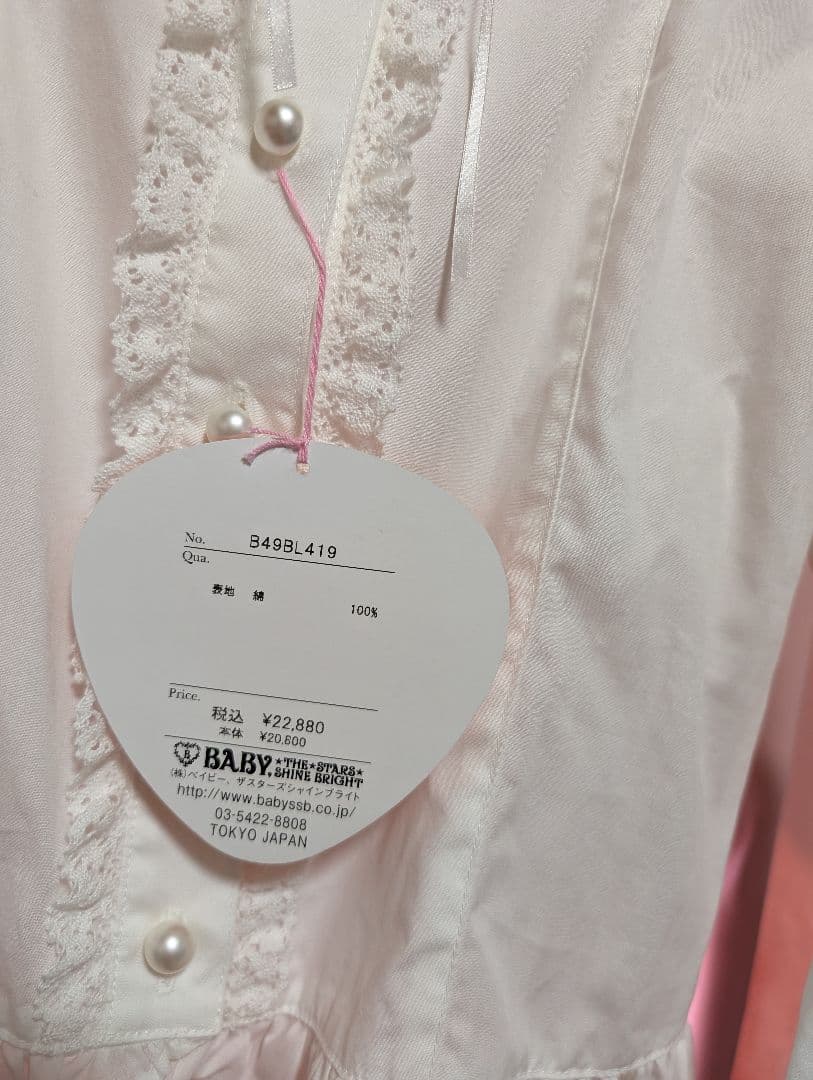 No. B49BL419
Qua.
表地 綿 100%
Price.
税込 ¥22,880
本体 ¥20,800
B BABY, ★THE★STARS★
SHINE BRIGHT
(株)ベイビー、ザスターズシャインブライト
http://www.babyssb.co.jp/
03-5422-8808
TOKYO JAPAN